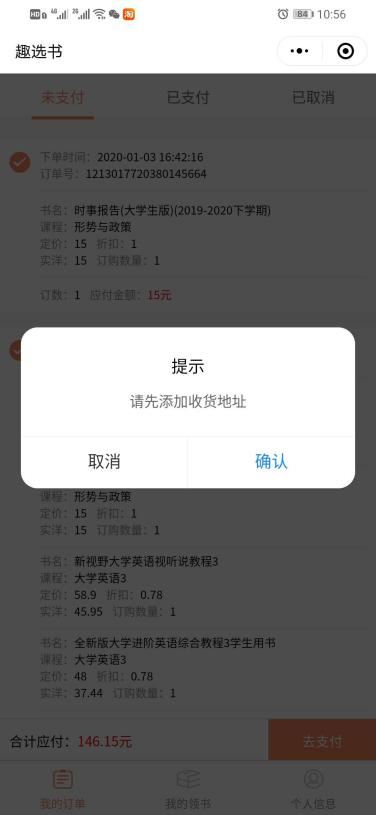 HD 4G 2G 淘 84 10:56
趣选书
未支付 已支付 已取消
下单时间：2020-01-03 16:42:16
订单号：1213017720380145664
书名：时事报告(大学生版)(2019-2020下学期)
课程：形势与政策
定价：15 折扣：1
实洋：15 订购数量：1
订数：1 应付金额：15元
提示
请先添加收货地址
取消 确认
课程：形势与政策
定价：15 折扣：1
实洋：15 订购数量：1
书名：新视野大学英语视听说教程3
课程：大学英语3
定价：58.9 折扣：0.78
实洋：45.95 订购数量：1
书名：全新版大学进阶英语综合教程3学生用书
课程：大学英语3
定价：48 折扣：0.78
实洋：37.44 订购数量：1
合计应付：146.15元 去支付
我的订单 我的领书 个人信息